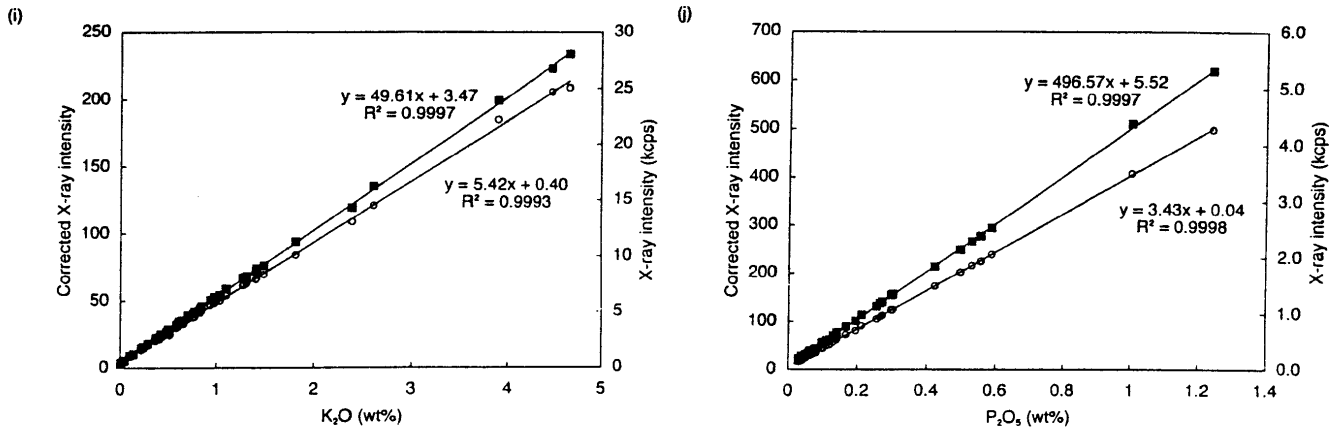 (i)
250
200
150
100
50
0
Corrected X-ray intensity
30
25
20
15
10
5
0
X-ray intensity (kcps)
y = 49.61x + 3.47
R² = 0.9997
y = 5.42x + 0.40
R² = 0.9993
0 1 2 3 4 5
K₂O (wt%)
(j)
700
600
500
400
300
200
100
0
Corrected X-ray intensity
6.0
5.0
4.0
3.0
2.0
1.0
0.0
X-ray intensity (kcps)
y = 496.57x + 5.52
R² = 0.9997
y = 3.43x + 0.04
R² = 0.9998
0 0.2 0.4 0.6 0.8 1 1.2 1.4
P₂O₅ (wt%)